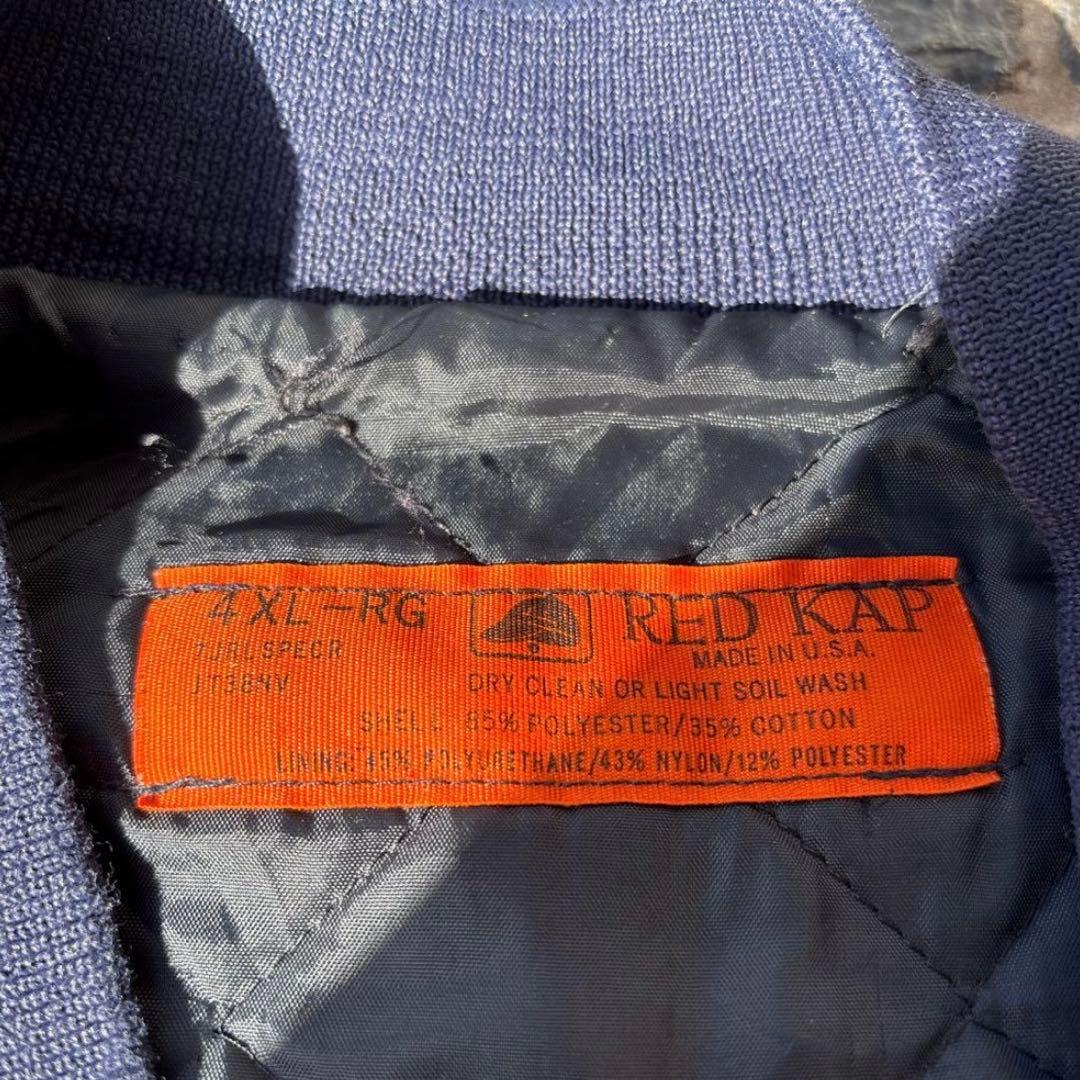 4XL-RG RED KAP
MADE IN U.S.A.
JT38NV
DRY CLEAN OR LIGHT SOIL WASH
SHELL 65% POLYESTER/35% COTTON
LINING: 45% POLYURETHANE/43% NYLON/12% POLYESTER